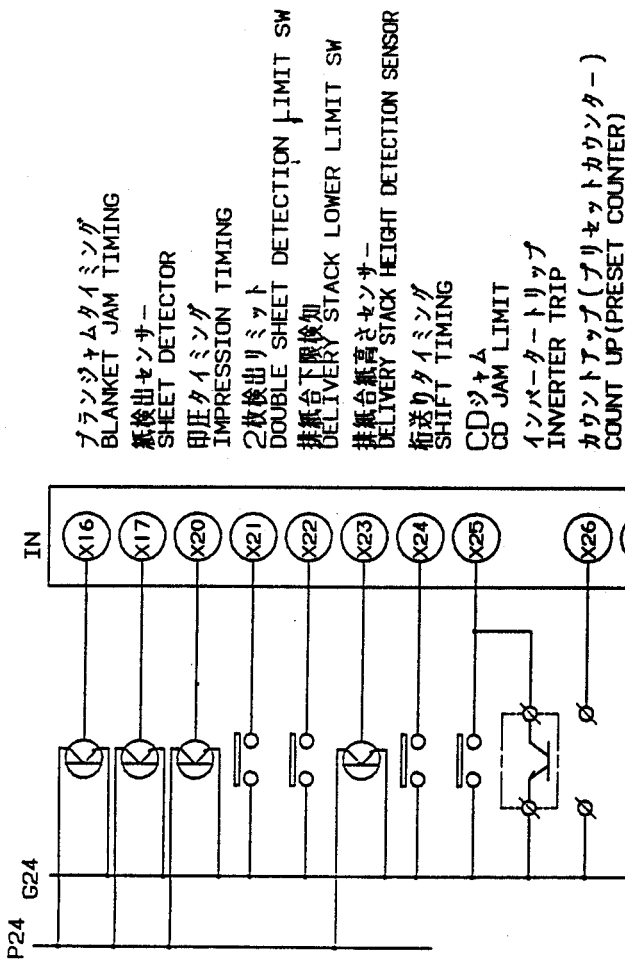 P24
G24
IN
X16
ブランジャムタイミング
BLANKET JAM TIMING
X17
紙検出センサー
SHEET DETECTOR
X20
印圧タイミング
IMPRESSION TIMING
X21
2枚検出リミット
DOUBLE SHEET DETECTION LIMIT SW
X22
排紙台下限検知
DELIVERY STACK LOWER LIMIT SW
X23
排紙台紙高さセンサー
DELIVERY STACK HEIGHT DETECTION SENSOR
X24
桁送りタイミング
SHIFT TIMING
X25
CDジャム
CD JAM LIMIT
インバータートリップ
INVERTER TRIP
X26
カウントアップ(プリセットカウンター)
COUNT UP(PRESET COUNTER)